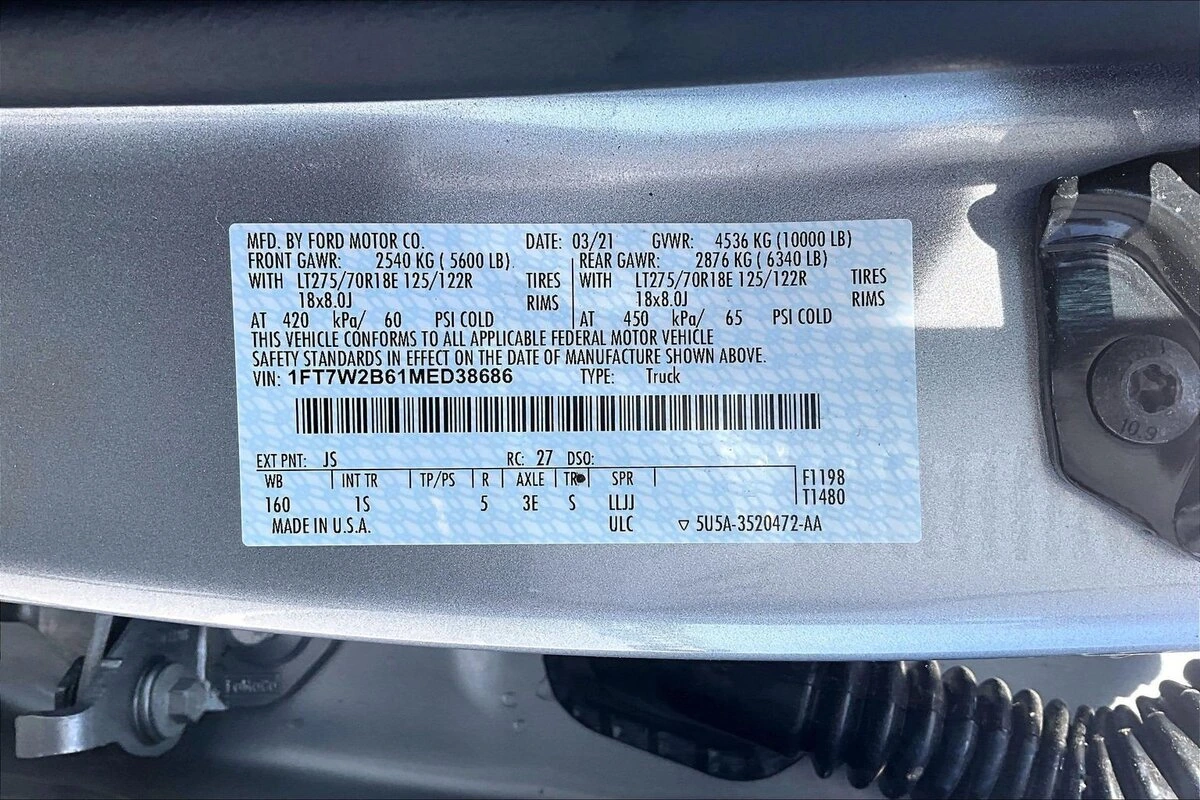 MFD. BY FORD MOTOR CO. DATE: 03/21 GVWR: 4536 KG (10000 LB)
FRONT GAWR: 2540 KG ( 5600 LB) REAR GAWR: 2876 KG ( 6340 LB)
WITH LT275/70R18E 125/122R TIRES WITH LT275/70R18E 125/122R TIRES
18x8.0J RIMS 18x8.0J RIMS
AT 420 kPa/ 60 PSI COLD AT 450 kPa/ 65 PSI COLD
THIS VEHICLE CONFORMS TO ALL APPLICABLE FEDERAL MOTOR VEHICLE
SAFETY STANDARDS IN EFFECT ON THE DATE OF MANUFACTURE SHOWN ABOVE.
VIN: 1FT7W2B61MED38686 TYPE: Truck
EXT PNT: JS RC: 27 DSO:
WB INT TR TP/PS R AXLE TR SPR F1198
160 1S 5 3E S LLJJ T1480
MADE IN U.S.A. ULC ▽ 5U5A-3520472-AA
10.9
FoMoCo